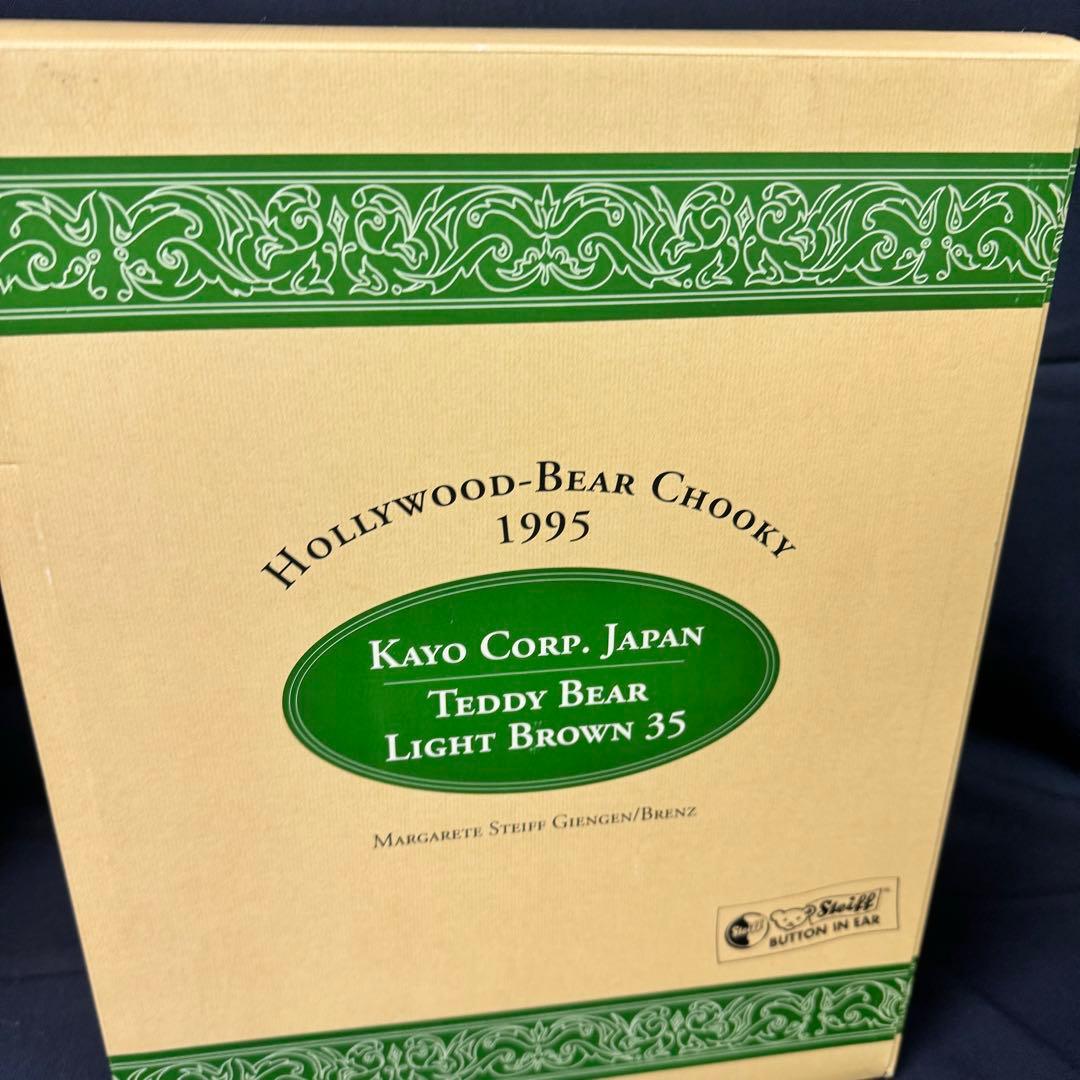 Hollywood-Bear Chooky
1995
Kayo Corp. Japan
Teddy Bear
Light Brown 35
Margarete Steiff Giengen/Brenz
Steiff
Steiff™
BUTTON IN EAR